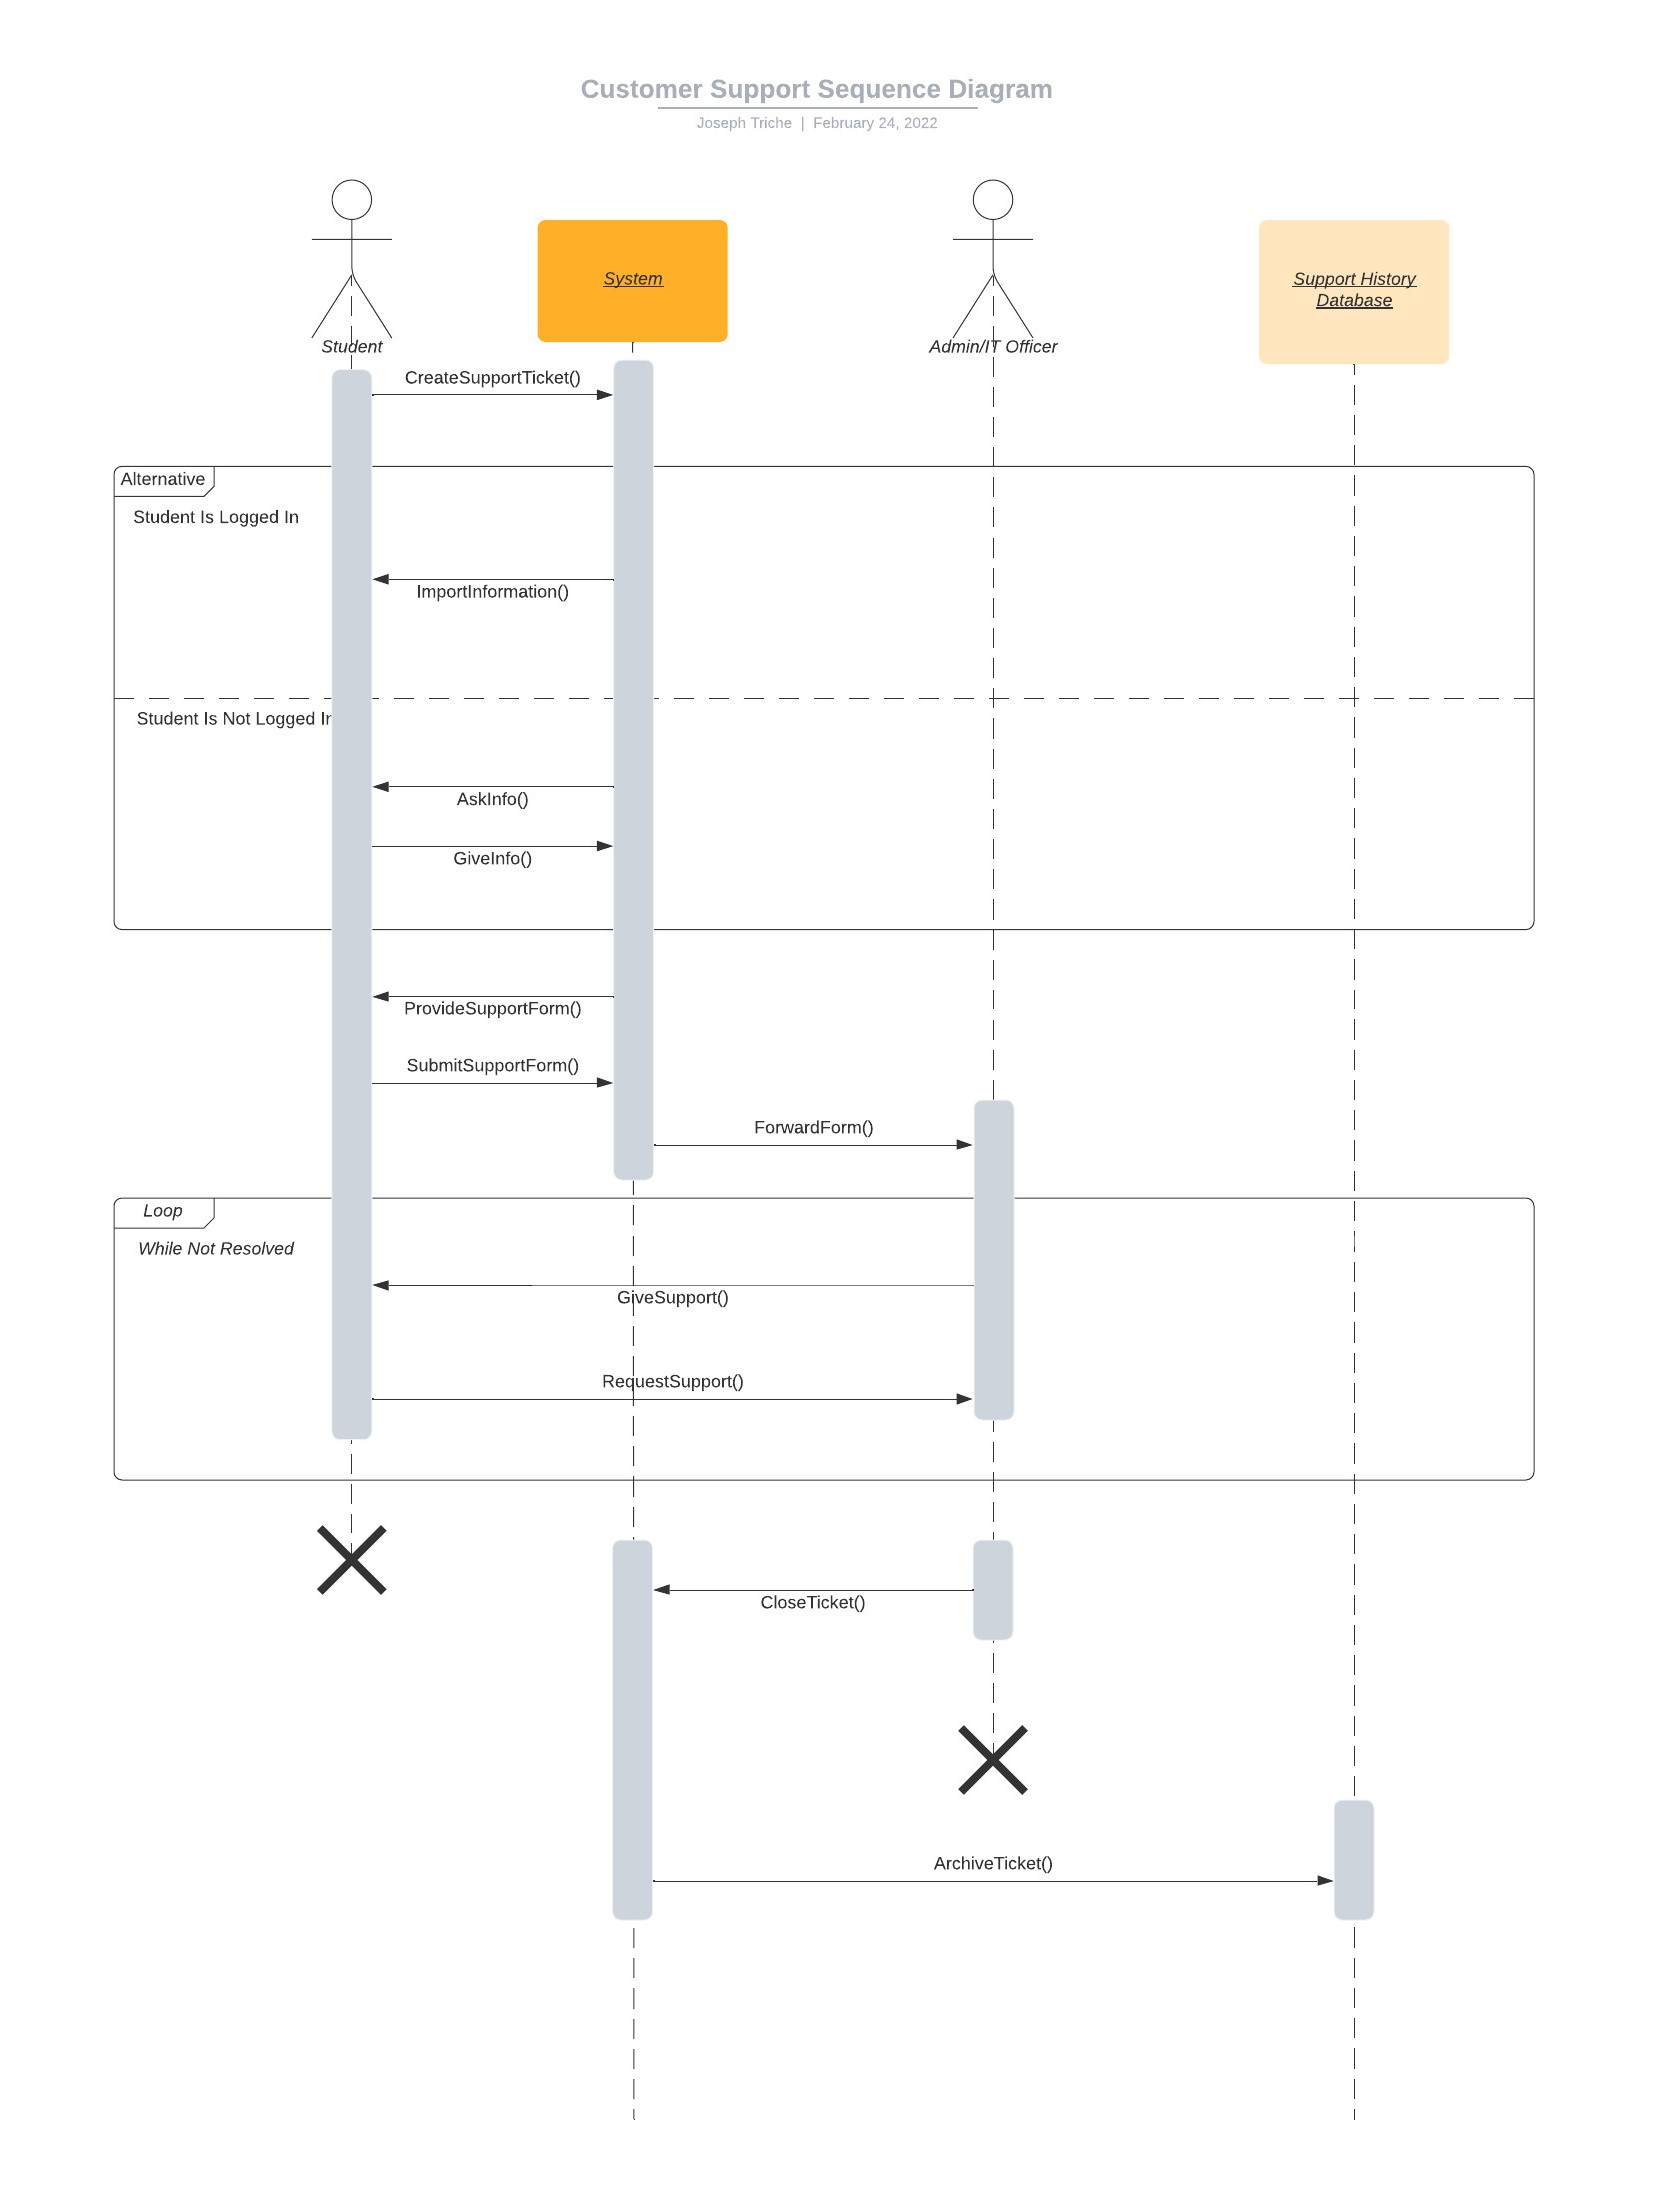 Customer Support Sequence Diagram
Joseph Triche | February 24, 2022
System
Support History
Database
Student
Admin/IT Officer
CreateSupportTicket()
Alternative
Student Is Logged In
ImportInformation()
Student Is Not Logged In
AskInfo()
GiveInfo()
ProvideSupportForm()
SubmitSupportForm()
ForwardForm()
Loop
While Not Resolved
GiveSupport()
RequestSupport()
CloseTicket()
ArchiveTicket()